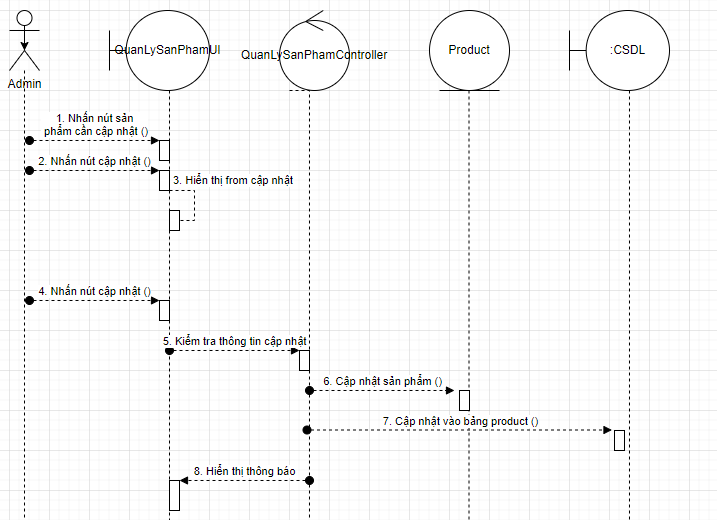 QuanLySanPhamUI
QuanLySanPhamController
Product
:CSDL
Admin
1. Nhấn nút sản
phẩm cần cập nhật ()
2. Nhấn nút cập nhật ()
3. Hiển thị from cập nhật
4. Nhấn nút cập nhật ()
5. Kiểm tra thông tin cập nhật
6. Cập nhật sản phẩm ()
7. Cập nhật vào bảng product ()
8. Hiển thị thông báo